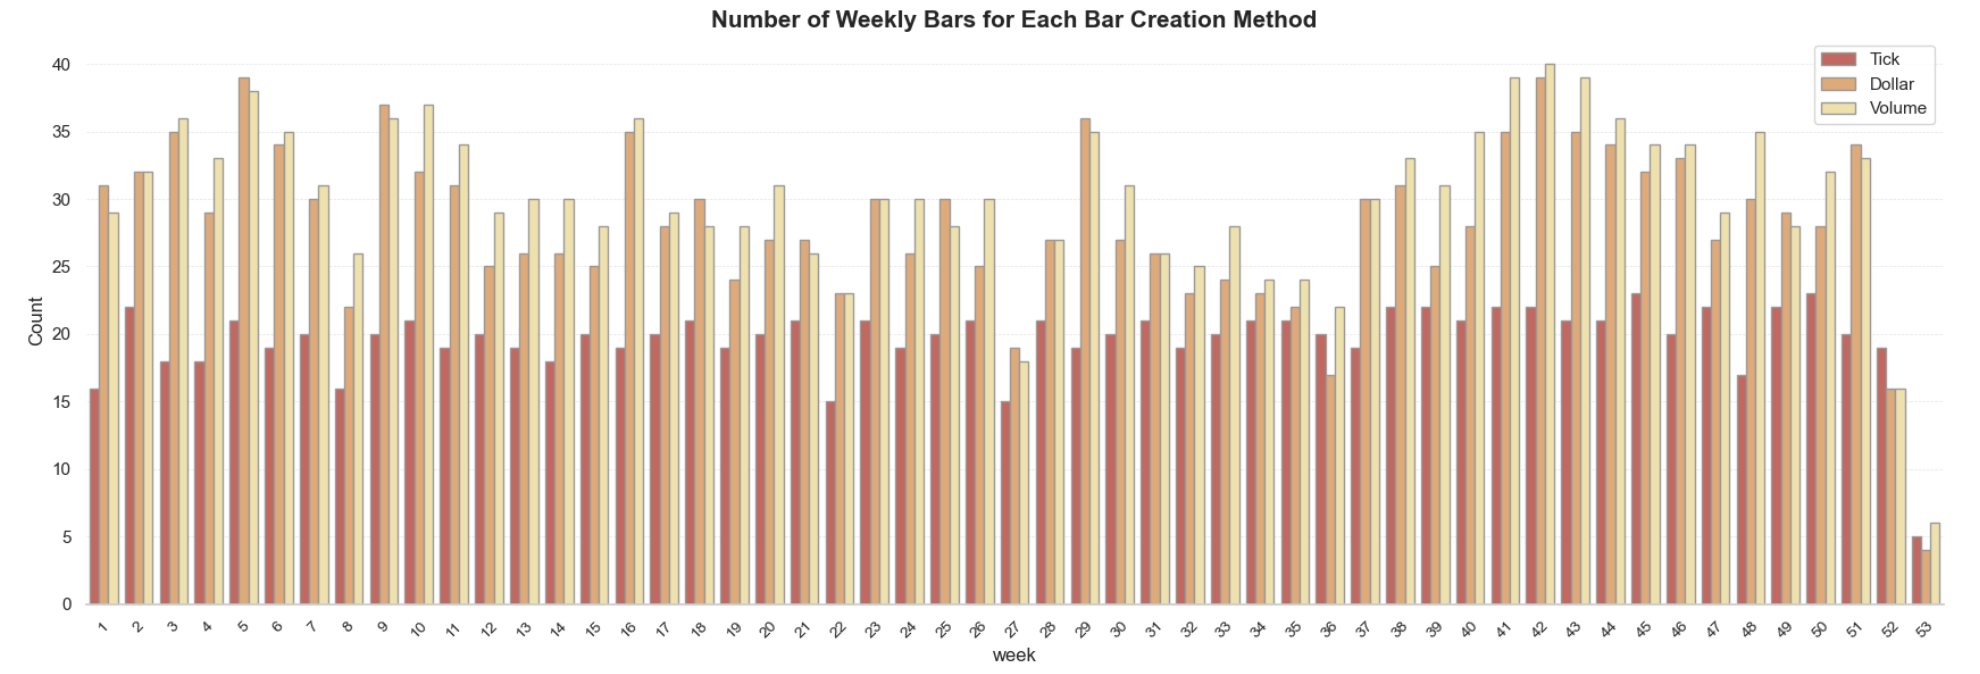 Number of Weekly Bars for Each Bar Creation Method
Tick
Dollar
Volume
Count
40
35
30
25
20
15
10
5
0
1 2 3 4 5 6 7 8 9 10 11 12 13 14 15 16 17 18 19 20 21 22 23 24 25 26 27 28 29 30 31 32 33 34 35 36 37 38 39 40 41 42 43 44 45 46 47 48 49 50 51 52 53
week